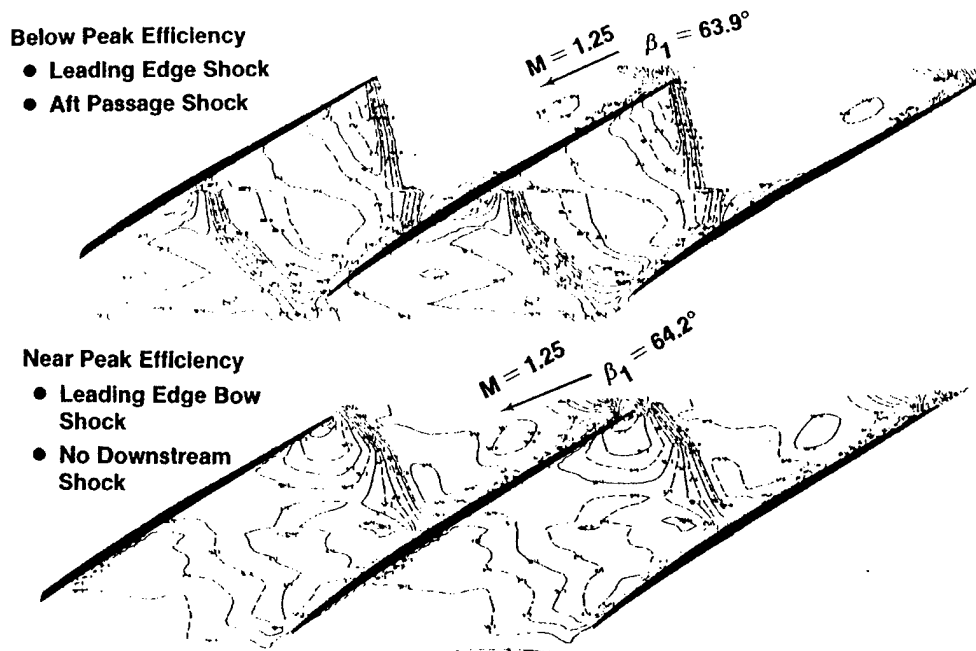 Below Peak Efficiency
● Leading Edge Shock
● Aft Passage Shock
M = 1.25
β₁ = 63.9°
Near Peak Efficiency
● Leading Edge Bow
Shock
● No Downstream
Shock
M = 1.25
β₁ = 64.2°